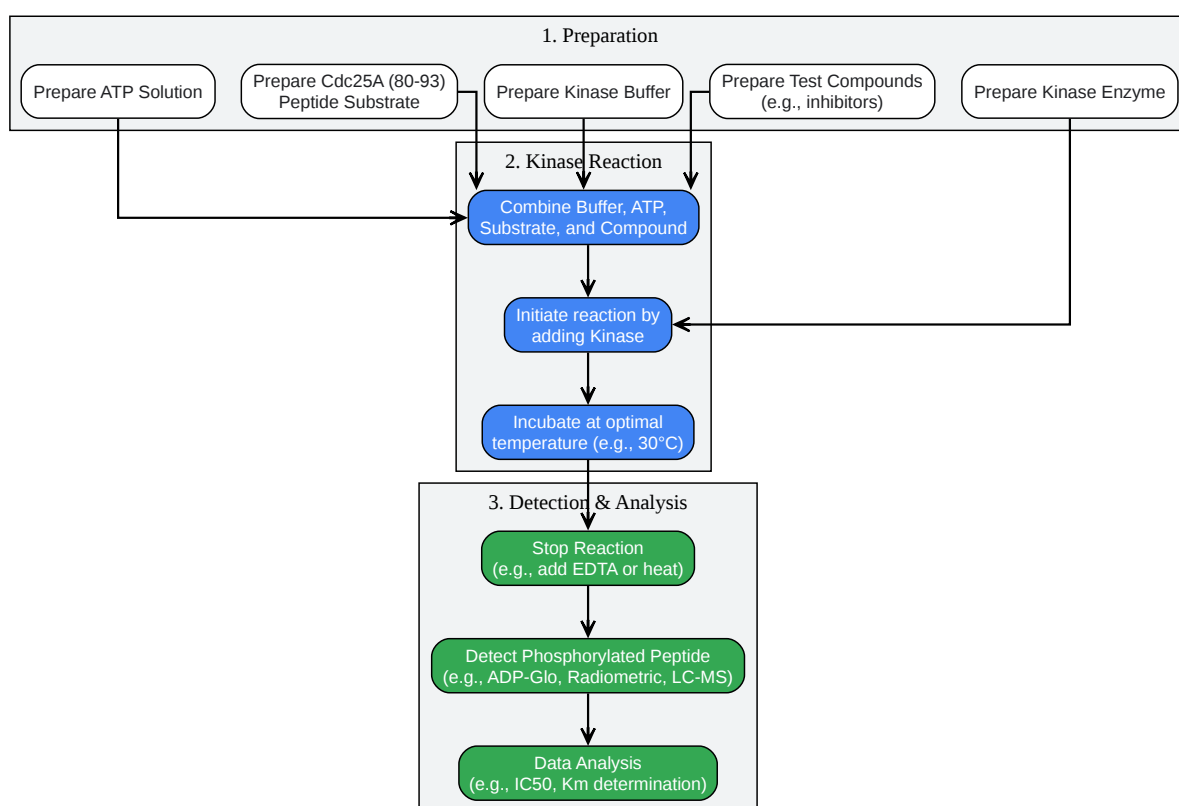 1. Preparation
Prepare ATP Solution
Prepare Cdc25A (80-93)
Peptide Substrate
Prepare Kinase Buffer
Prepare Test Compounds
(e.g., inhibitors)
Prepare Kinase Enzyme
2. Kinase Reaction
Combine Buffer, ATP,
Substrate, and Compound
Initiate reaction by
adding Kinase
Incubate at optimal
temperature (e.g., 30°C)
3. Detection & Analysis
Stop Reaction
(e.g., add EDTA or heat)
Detect Phosphorylated Peptide
(e.g., ADP-Glo, Radiometric, LC-MS)
Data Analysis
(e.g., IC50, Km determination)